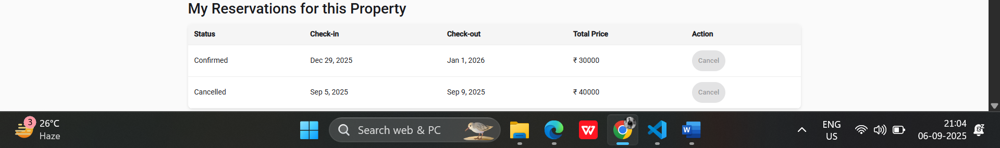 My Reservations for this Property
Status Check-in Check-out Total Price Action
Confirmed Dec 29, 2025 Jan 1, 2026 ₹ 30000 Cancel
Cancelled Sep 5, 2025 Sep 9, 2025 ₹ 40000 Cancel
3 26°C
Haze
Search web & PC
W
W
ENG
US
21:04
06-09-2025
zz